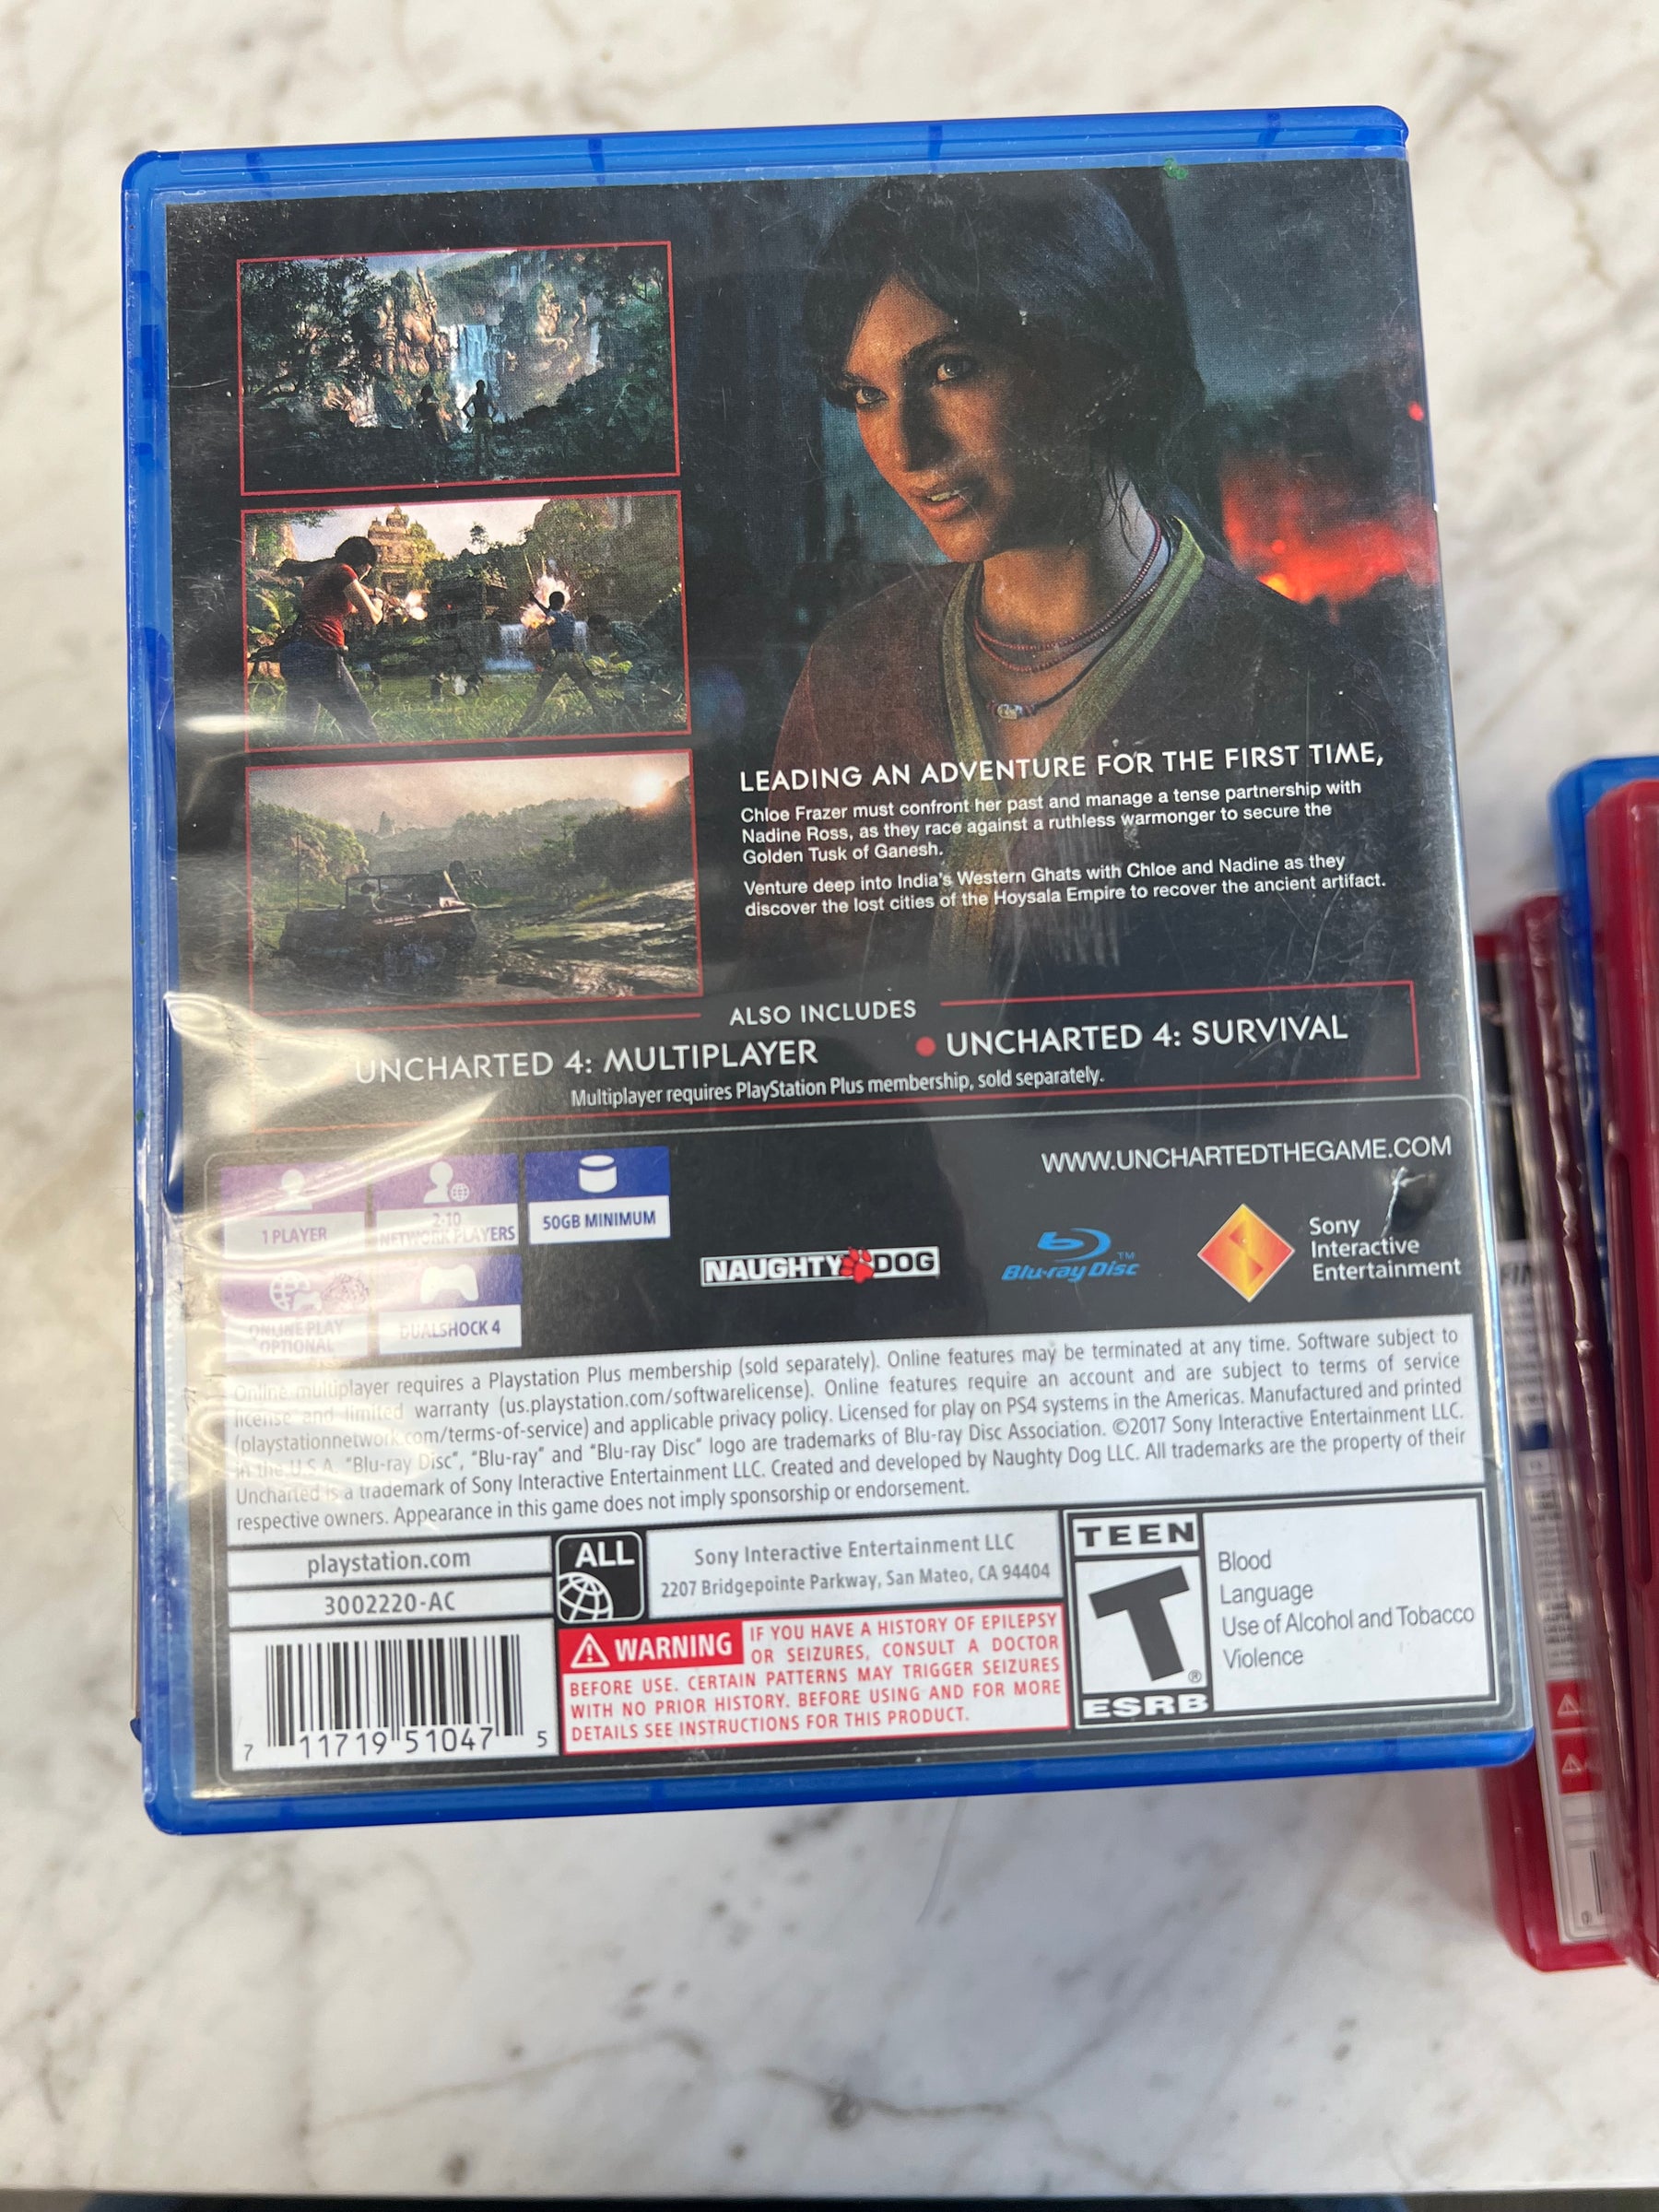 LEADING AN ADVENTURE FOR THE FIRST TIME,
Chloe Frazer must confront her past and manage a tense partnership with
Nadine Ross, as they race against a ruthless warmonger to secure the
Golden Tusk of Ganesh.
Venture deep into India's Western Ghats with Chloe and Nadine as they
discover the lost cities of the Hoysala Empire to recover the ancient artifact.
ALSO INCLUDES
UNCHARTED 4: MULTIPLAYER
UNCHARTED 4: SURVIVAL
Multiplayer requires PlayStation Plus membership, sold separately.
WWW.UNCHARTEDTHEGAME.COM
1 PLAYER
2-10
NETWORK PLAYERS
50GB MINIMUM
ONLINE PLAY
OPTIONAL
DUALSHOCK 4
NAUGHTY DOG
Blu-ray Disc™
Sony
Interactive
Entertainment
Online multiplayer requires a Playstation Plus membership (sold separately). Online features may be terminated at any time. Software subject to
license and limited warranty (us.playstation.com/softwarelicense). Online features require an account and are subject to terms of service
(playstationnetwork.com/terms-of-service) and applicable privacy policy. Licensed for play on PS4 systems in the Americas. Manufactured and printed
in the U.S.A. "Blu-ray Disc", "Blu-ray" and "Blu-ray Disc" logo are trademarks of Blu-ray Disc Association. ©2017 Sony Interactive Entertainment LLC.
Uncharted is a trademark of Sony Interactive Entertainment LLC. Created and developed by Naughty Dog LLC. All trademarks are the property of their
respective owners. Appearance in this game does not imply sponsorship or endorsement.
playstation.com
3002220-AC
ALL
Sony Interactive Entertainment LLC
2207 Bridgepointe Parkway, San Mateo, CA 94404
WARNING IF YOU HAVE A HISTORY OF EPILEPSY
OR SEIZURES, CONSULT A DOCTOR
BEFORE USE. CERTAIN PATTERNS MAY TRIGGER SEIZURES
WITH NO PRIOR HISTORY. BEFORE USING AND FOR MORE
DETAILS SEE INSTRUCTIONS FOR THIS PRODUCT.
7 11719 51047 5
TEEN
T®
ESRB
Blood
Language
Use of Alcohol and Tobacco
Violence